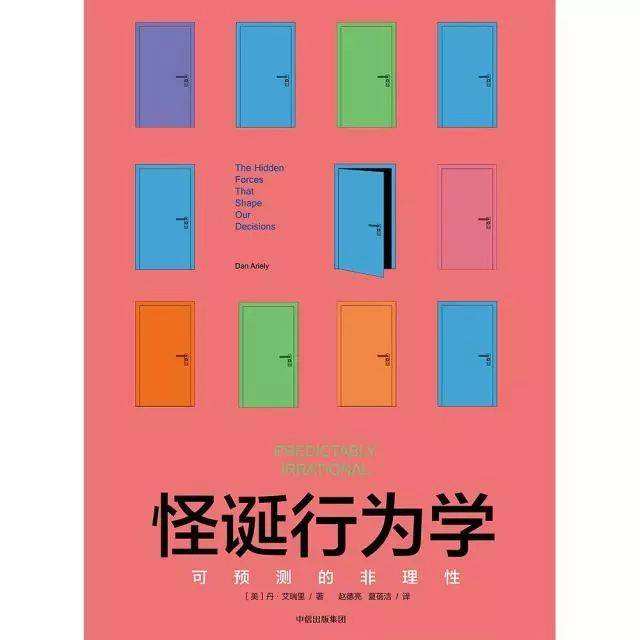 The Hidden
Forces
That
Shape
Our
Decisions
Dan Ariely
PREDICTABLY
IRRATIONAL
怪诞行为学
可预测的非理性
[美] 丹·艾瑞里 / 著 赵德亮 夏蓓洁 / 译
中信出版集团